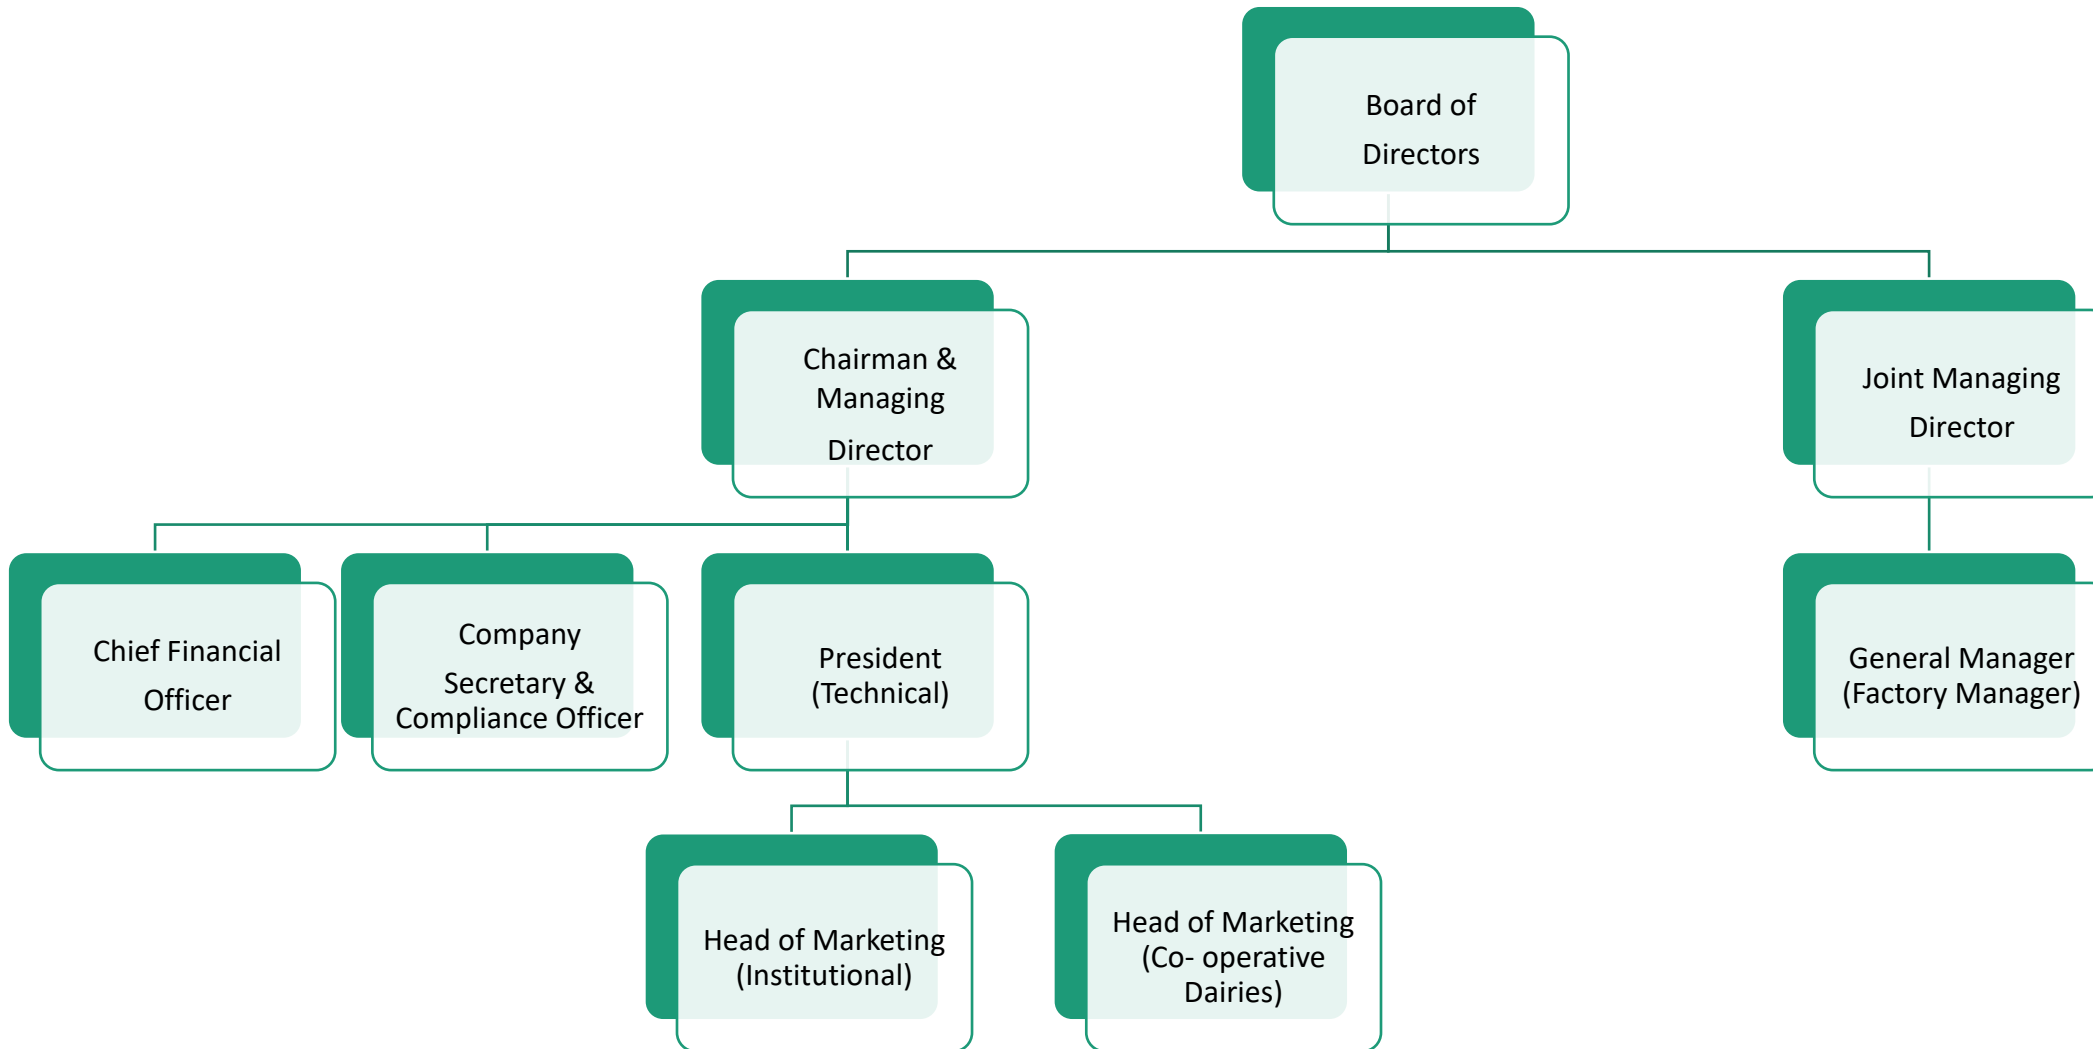 Board of
Directors
Chairman &
Managing
Director
Joint Managing
Director
Chief Financial
Officer
Company
Secretary &
Compliance Officer
President
(Technical)
General Manager
(Factory Manager)
Head of Marketing
(Institutional)
Head of Marketing
(Co- operative
Dairies)